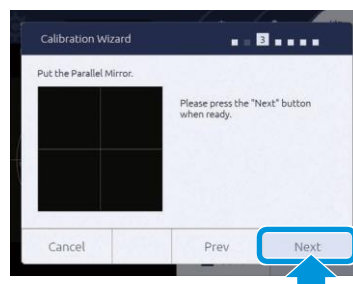 Calibration Wizard
3
Put the Parallel Mirror.
Please press the "Next" button
when ready.
Cancel
Prev
Next